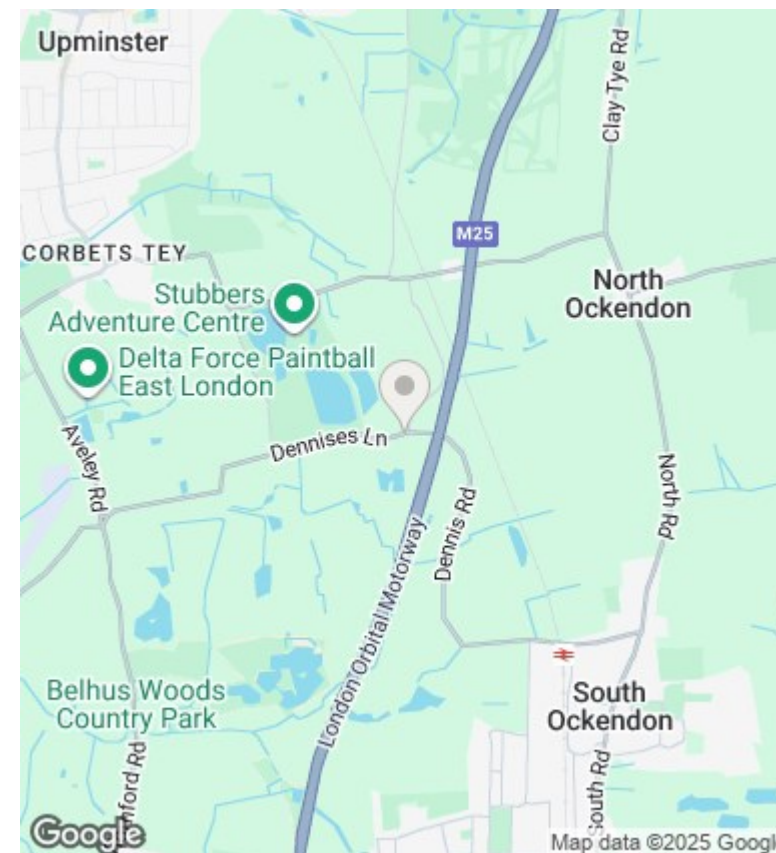 Upminster
Clay Tye Rd
M25
CORBETS TEY
North
Ockendon
Stubbers
Adventure Centre
Delta Force Paintball
East London
Dennises Ln
Aveley Rd
North Rd
Dennis Rd
London Orbital Motorway
Belhus Woods
Country Park
South
Ockendon
Rd
South Rd
Google
Map data ©2025 Google